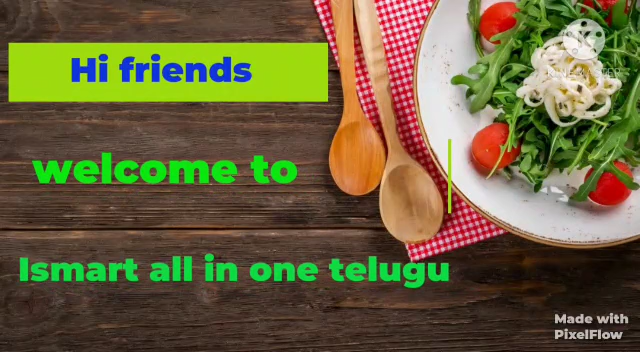 Hi friends
welcome to
Ismart all in one telugu
Made with
PixelFlow